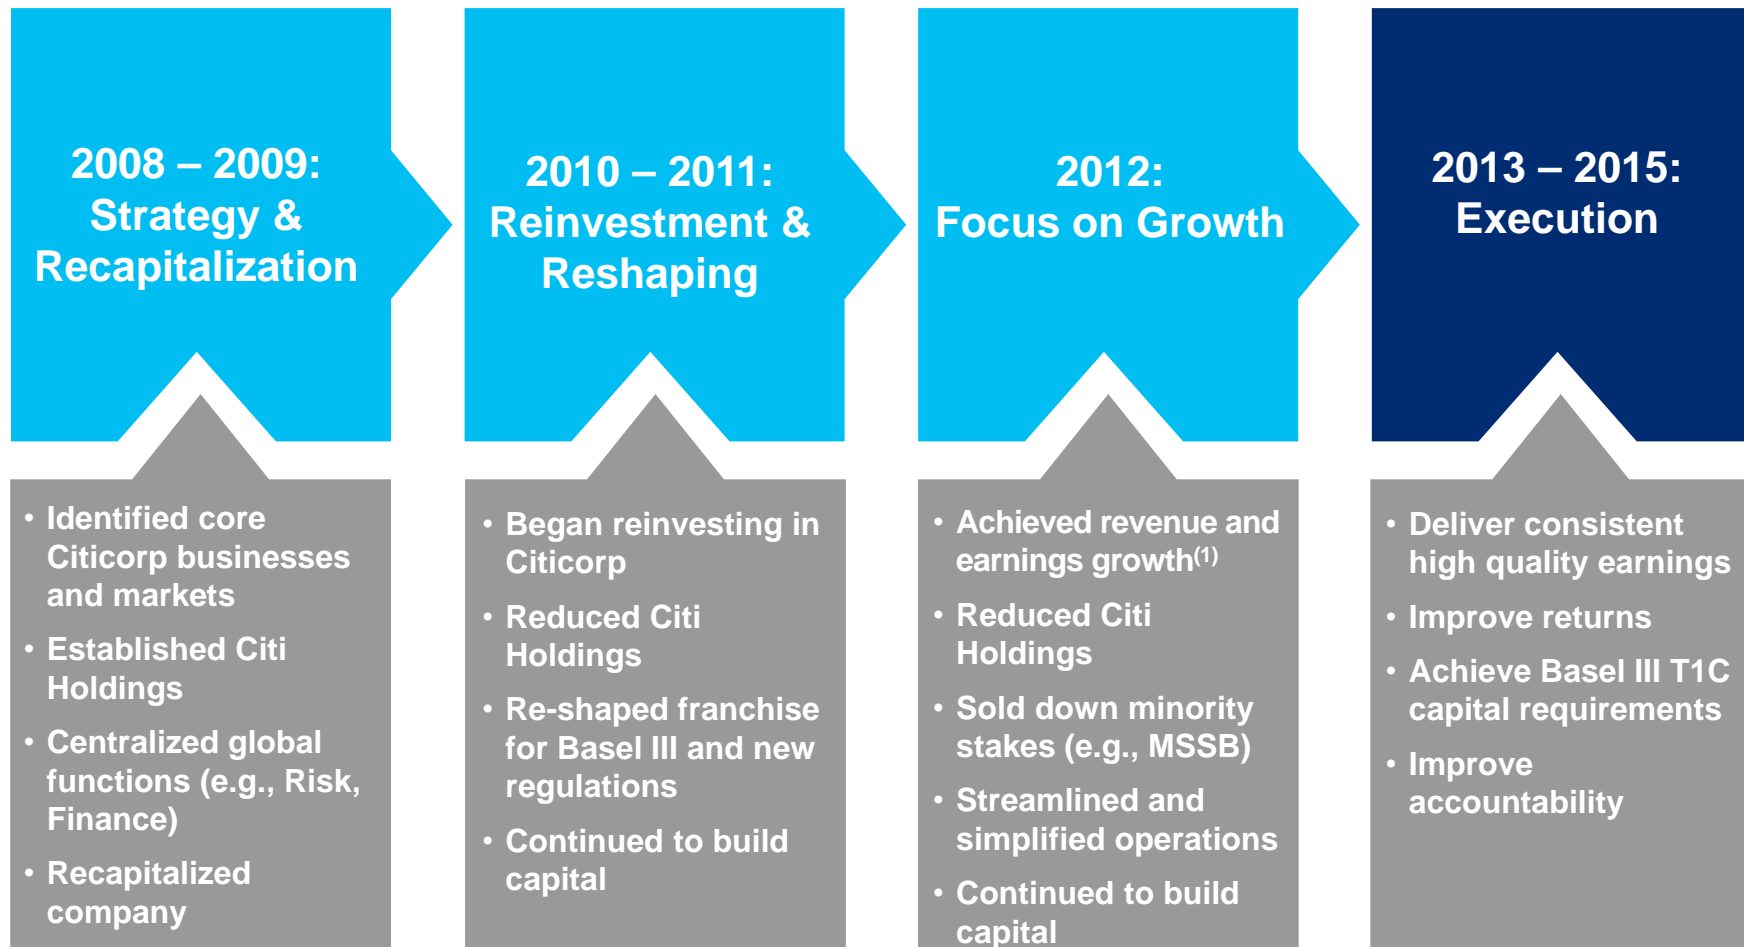 2008 – 2009:
Strategy &
Recapitalization
• Identified core
Citicorp businesses
and markets
• Established Citi
Holdings
• Centralized global
functions (e.g., Risk,
Finance)
• Recapitalized
company
2010 – 2011:
Reinvestment &
Reshaping
• Began reinvesting in
Citicorp
• Reduced Citi
Holdings
• Re-shaped franchise
for Basel III and new
regulations
• Continued to build
capital
2012:
Focus on Growth
• Achieved revenue and
earnings growth(1)
• Reduced Citi
Holdings
• Sold down minority
stakes (e.g., MSSB)
• Streamlined and
simplified operations
• Continued to build
capital
2013 – 2015:
Execution
• Deliver consistent
high quality earnings
• Improve returns
• Achieve Basel III T1C
capital requirements
• Improve
accountability